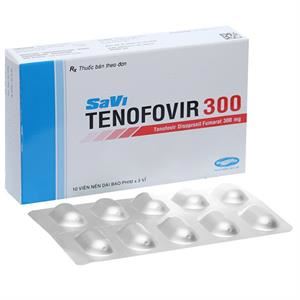 Rx Thuốc bán theo đơn
SaVi
TENOFOVIR 300
Tenofovir Disoproxil Fumarat 300 mg
10 VIÊN NÉN DÀI BAO PHIM x 3 VỈ